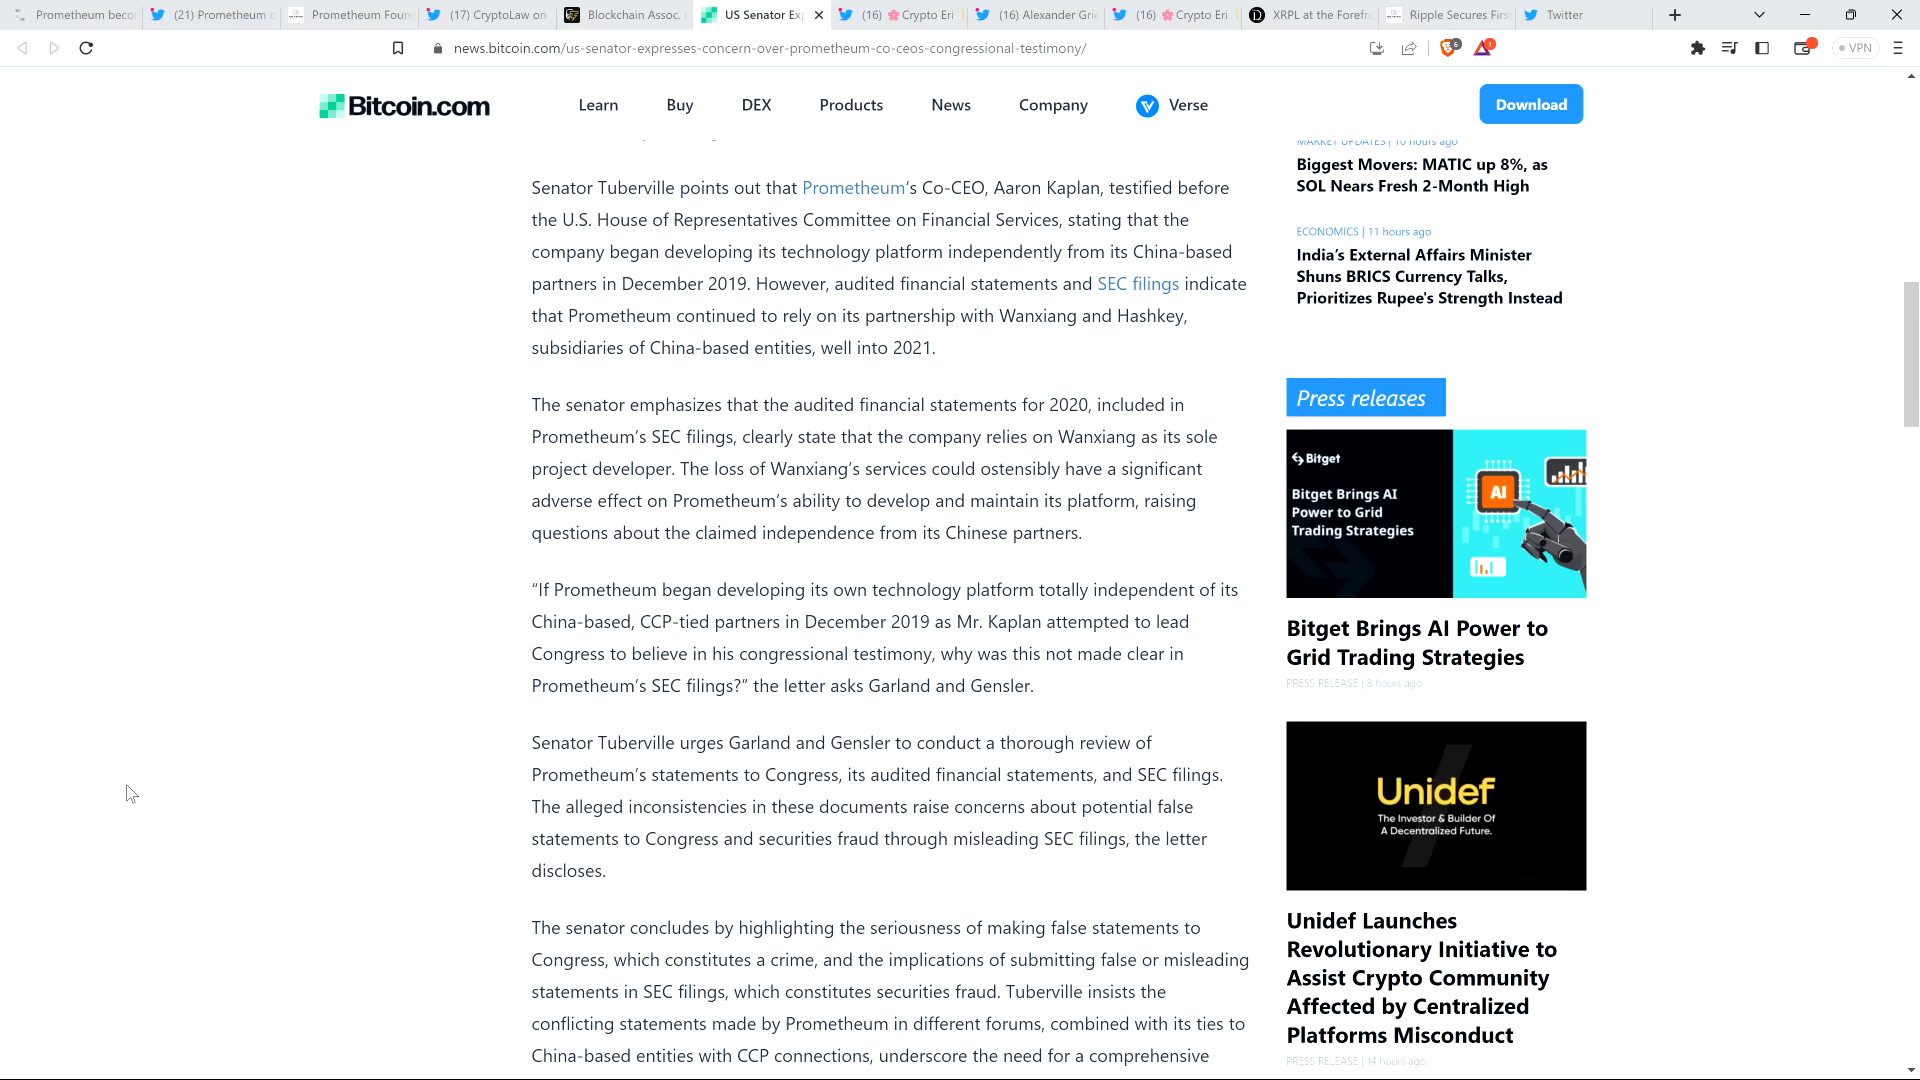 Prometheum beco
(21) Prometheum o
Prometheum Foun
(17) CryptoLaw on
Blockchain Assoc.
US Senator Ex
(16) 🌸 Crypto Eri
(16) Alexander Grie
(16) 🌸 Crypto Eri
XRPL at the Forefr
Ripple Secures Firs
Twitter
news.bitcoin.com/us-senator-expresses-concern-over-prometheum-co-ceos-congressional-testimony/
6
1
VPN
Bitcoin.com
Learn
Buy
DEX
Products
News
Company
Verse
Download
Senator Tuberville points out that Prometheum‘s Co-CEO, Aaron Kaplan, testified before
the U.S. House of Representatives Committee on Financial Services, stating that the
company began developing its technology platform independently from its China-based
partners in December 2019. However, audited financial statements and SEC filings indicate
that Prometheum continued to rely on its partnership with Wanxiang and Hashkey,
subsidiaries of China-based entities, well into 2021.
The senator emphasizes that the audited financial statements for 2020, included in
Prometheum’s SEC filings, clearly state that the company relies on Wanxiang as its sole
project developer. The loss of Wanxiang’s services could ostensibly have a significant
adverse effect on Prometheum’s ability to develop and maintain its platform, raising
questions about the claimed independence from its Chinese partners.
“If Prometheum began developing its own technology platform totally independent of its
China-based, CCP-tied partners in December 2019 as Mr. Kaplan attempted to lead
Congress to believe in his congressional testimony, why was this not made clear in
Prometheum’s SEC filings?” the letter asks Garland and Gensler.
Senator Tuberville urges Garland and Gensler to conduct a thorough review of
Prometheum’s statements to Congress, its audited financial statements, and SEC filings.
The alleged inconsistencies in these documents raise concerns about potential false
statements to Congress and securities fraud through misleading SEC filings, the letter
discloses.
The senator concludes by highlighting the seriousness of making false statements to
Congress, which constitutes a crime, and the implications of submitting false or misleading
statements in SEC filings, which constitutes securities fraud. Tuberville insists the
conflicting statements made by Prometheum in different forums, combined with its ties to
China-based entities with CCP connections, underscore the need for a comprehensive
MARKET UPDATES | 10 hours ago
Biggest Movers: MATIC up 8%, as
SOL Nears Fresh 2-Month High
ECONOMICS | 11 hours ago
India’s External Affairs Minister
Shuns BRICS Currency Talks,
Prioritizes Rupee's Strength Instead
Press releases
Bitget
Bitget Brings AI
Power to Grid
Trading Strategies
AI
Bitget Brings AI Power to
Grid Trading Strategies
PRESS RELEASE | 8 hours ago
Unidef
The Investor & Builder Of
A Decentralized Future.
Unidef Launches
Revolutionary Initiative to
Assist Crypto Community
Affected by Centralized
Platforms Misconduct
PRESS RELEASE | 14 hours ago